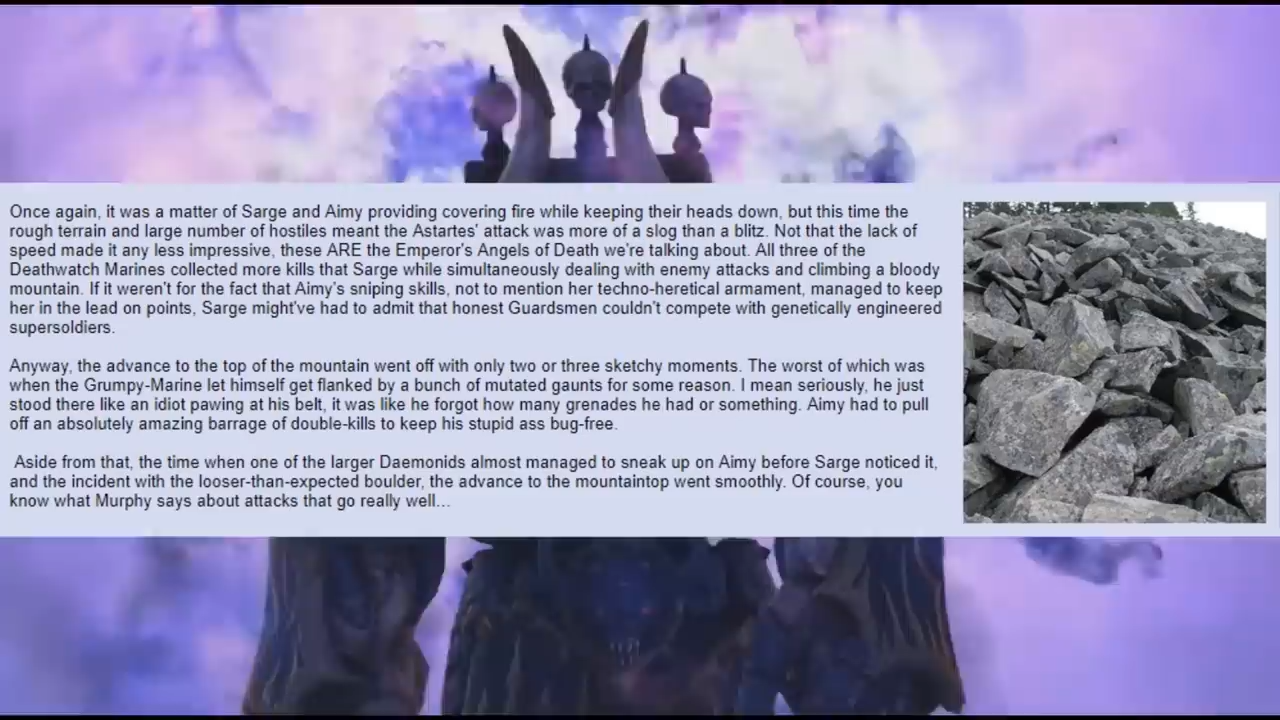 Once again, it was a matter of Sarge and Aimy providing covering fire while keeping their heads down, but this time the
rough terrain and large number of hostiles meant the Astartes' attack was more of a slog than a blitz. Not that the lack of
speed made it any less impressive, these ARE the Emperor's Angels of Death we're talking about. All three of the
Deathwatch Marines collected more kills that Sarge while simultaneously dealing with enemy attacks and climbing a bloody
mountain. If it weren't for the fact that Aimy's sniping skills, not to mention her techno-heretical armament, managed to keep
her in the lead on points, Sarge might've had to admit that honest Guardsmen couldn't compete with genetically engineered
supersoldiers.
Anyway, the advance to the top of the mountain went off with only two or three sketchy moments. The worst of which was
when the Grumpy-Marine let himself get flanked by a bunch of mutated gaunts for some reason. I mean seriously, he just
stood there like an idiot pawing at his belt, it was like he forgot how many grenades he had or something. Aimy had to pull
off an absolutely amazing barrage of double-kills to keep his stupid ass bug-free.
Aside from that, the time when one of the larger Daemonids almost managed to sneak up on Aimy before Sarge noticed it,
and the incident with the looser-than-expected boulder, the advance to the mountaintop went smoothly. Of course, you
know what Murphy says about attacks that go really well...